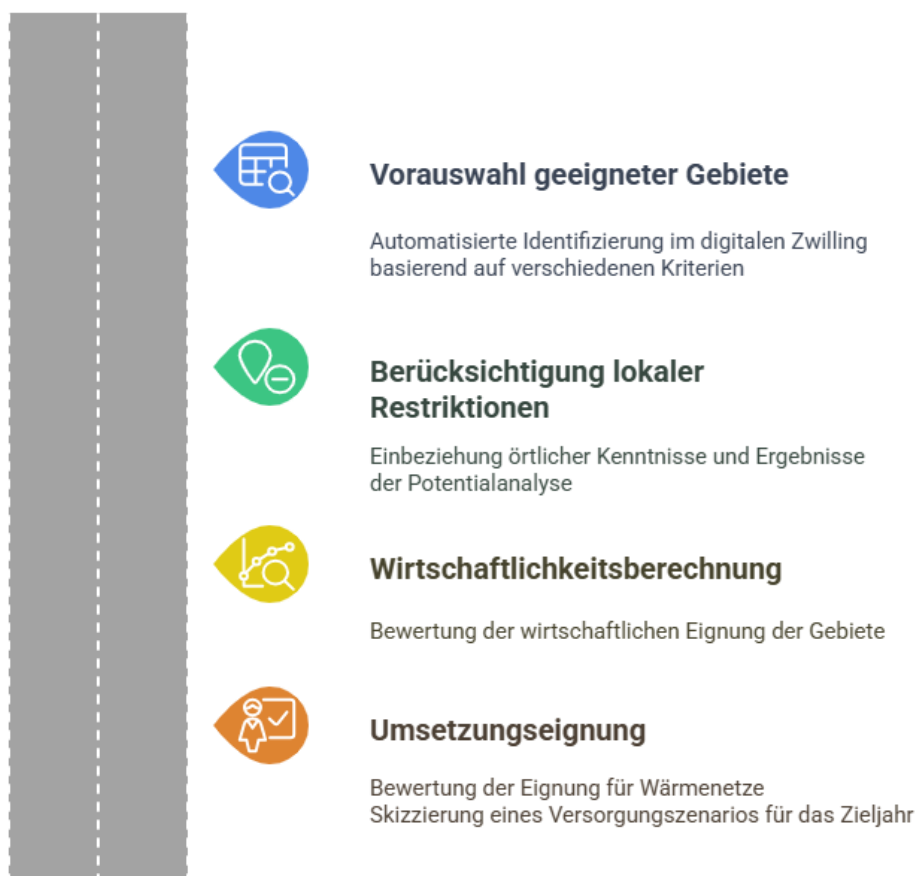 Vorauswahl geeigneter Gebiete
Automatisierte Identifizierung im digitalen Zwilling
basierend auf verschiedenen Kriterien
Berücksichtigung lokaler
Restriktionen
Einbeziehung örtlicher Kenntnisse und Ergebnisse
der Potentialanalyse
Wirtschaftlichkeitsberechnung
Bewertung der wirtschaftlichen Eignung der Gebiete
Umsetzungseignung
Bewertung der Eignung für Wärmenetze
Skizzierung eines Versorgungszenarios für das Zieljahr